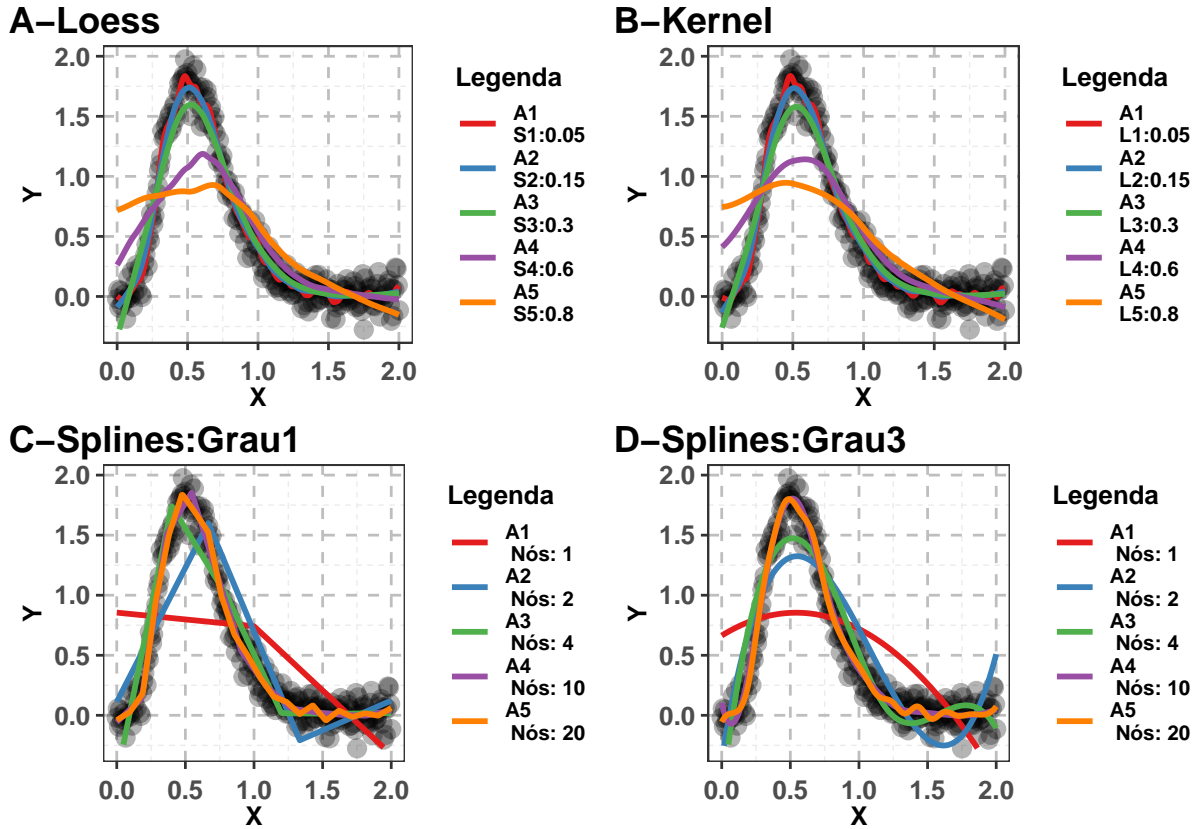 A−Loess
2.0
1.5
1.0
0.5
0.0
0.0 0.5 1.0 1.5 2.0
X
Y
Legenda
A1
S1:0.05
A2
S2:0.15
A3
S3:0.3
A4
S4:0.6
A5
S5:0.8
B−Kernel
2.0
1.5
1.0
0.5
0.0
0.0 0.5 1.0 1.5 2.0
X
Y
Legenda
A1
L1:0.05
A2
L2:0.15
A3
L3:0.3
A4
L4:0.6
A5
L5:0.8
C−Splines:Grau1
2.0
1.5
1.0
0.5
0.0
0.0 0.5 1.0 1.5 2.0
X
Y
Legenda
A1
Nós: 1
A2
Nós: 2
A3
Nós: 4
A4
Nós: 10
A5
Nós: 20
D−Splines:Grau3
2.0
1.5
1.0
0.5
0.0
0.0 0.5 1.0 1.5 2.0
X
Y
Legenda
A1
Nós: 1
A2
Nós: 2
A3
Nós: 4
A4
Nós: 10
A5
Nós: 20